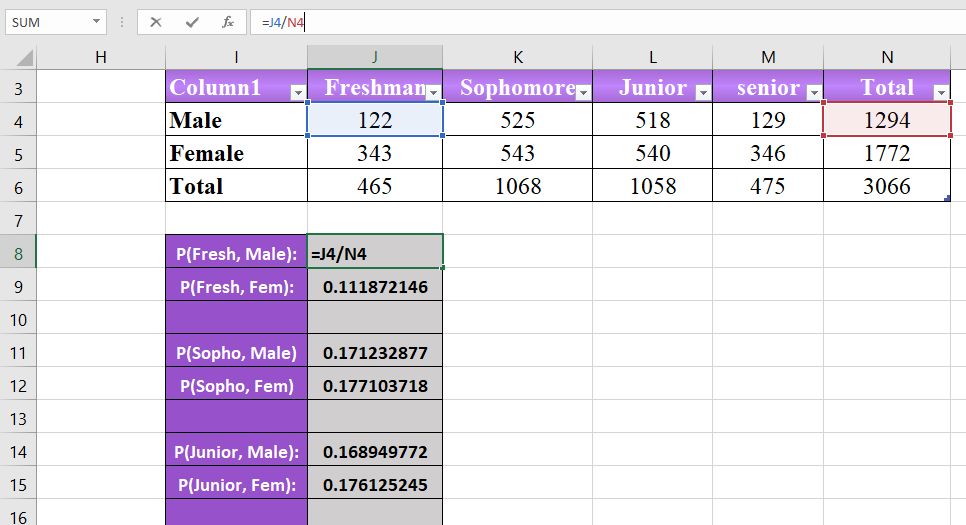 SUM =J4/N4
H I J K L M N
3 Column1 Freshman Sophomore Junior senior Total
4 Male 122 525 518 129 1294
5 Female 343 543 540 346 1772
6 Total 465 1068 1058 475 3066
7
8 P(Fresh, Male): =J4/N4
9 P(Fresh, Fem): 0.111872146
10
11 P(Sopho, Male) 0.171232877
12 P(Sopho, Fem) 0.177103718
13
14 P(Junior, Male): 0.168949772
15 P(Junior, Fem): 0.176125245
16